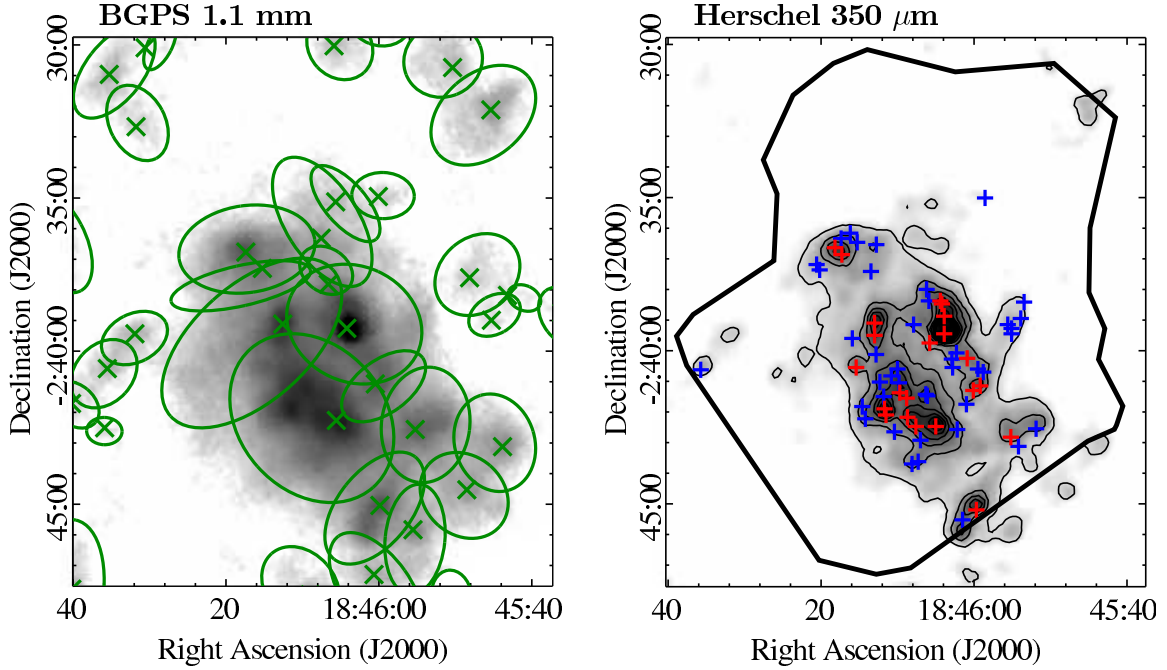 BGPS 1.1 mm
30:00
35:00
-2:40:00
45:00
Declination (J2000)
40
20
18:46:00
45:40
Right Ascension (J2000)
Herschel 350 μm
30:00
35:00
-2:40:00
45:00
Declination (J2000)
40
20
18:46:00
45:40
Right Ascension (J2000)